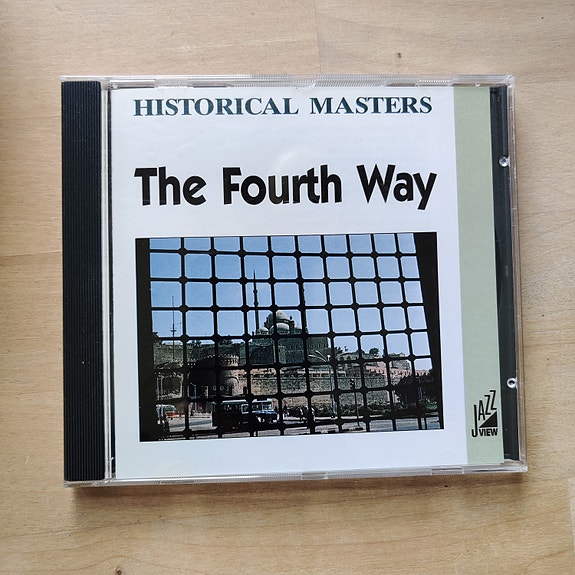 HISTORICAL MASTERS
The Fourth Way
JAZZ
VIEW